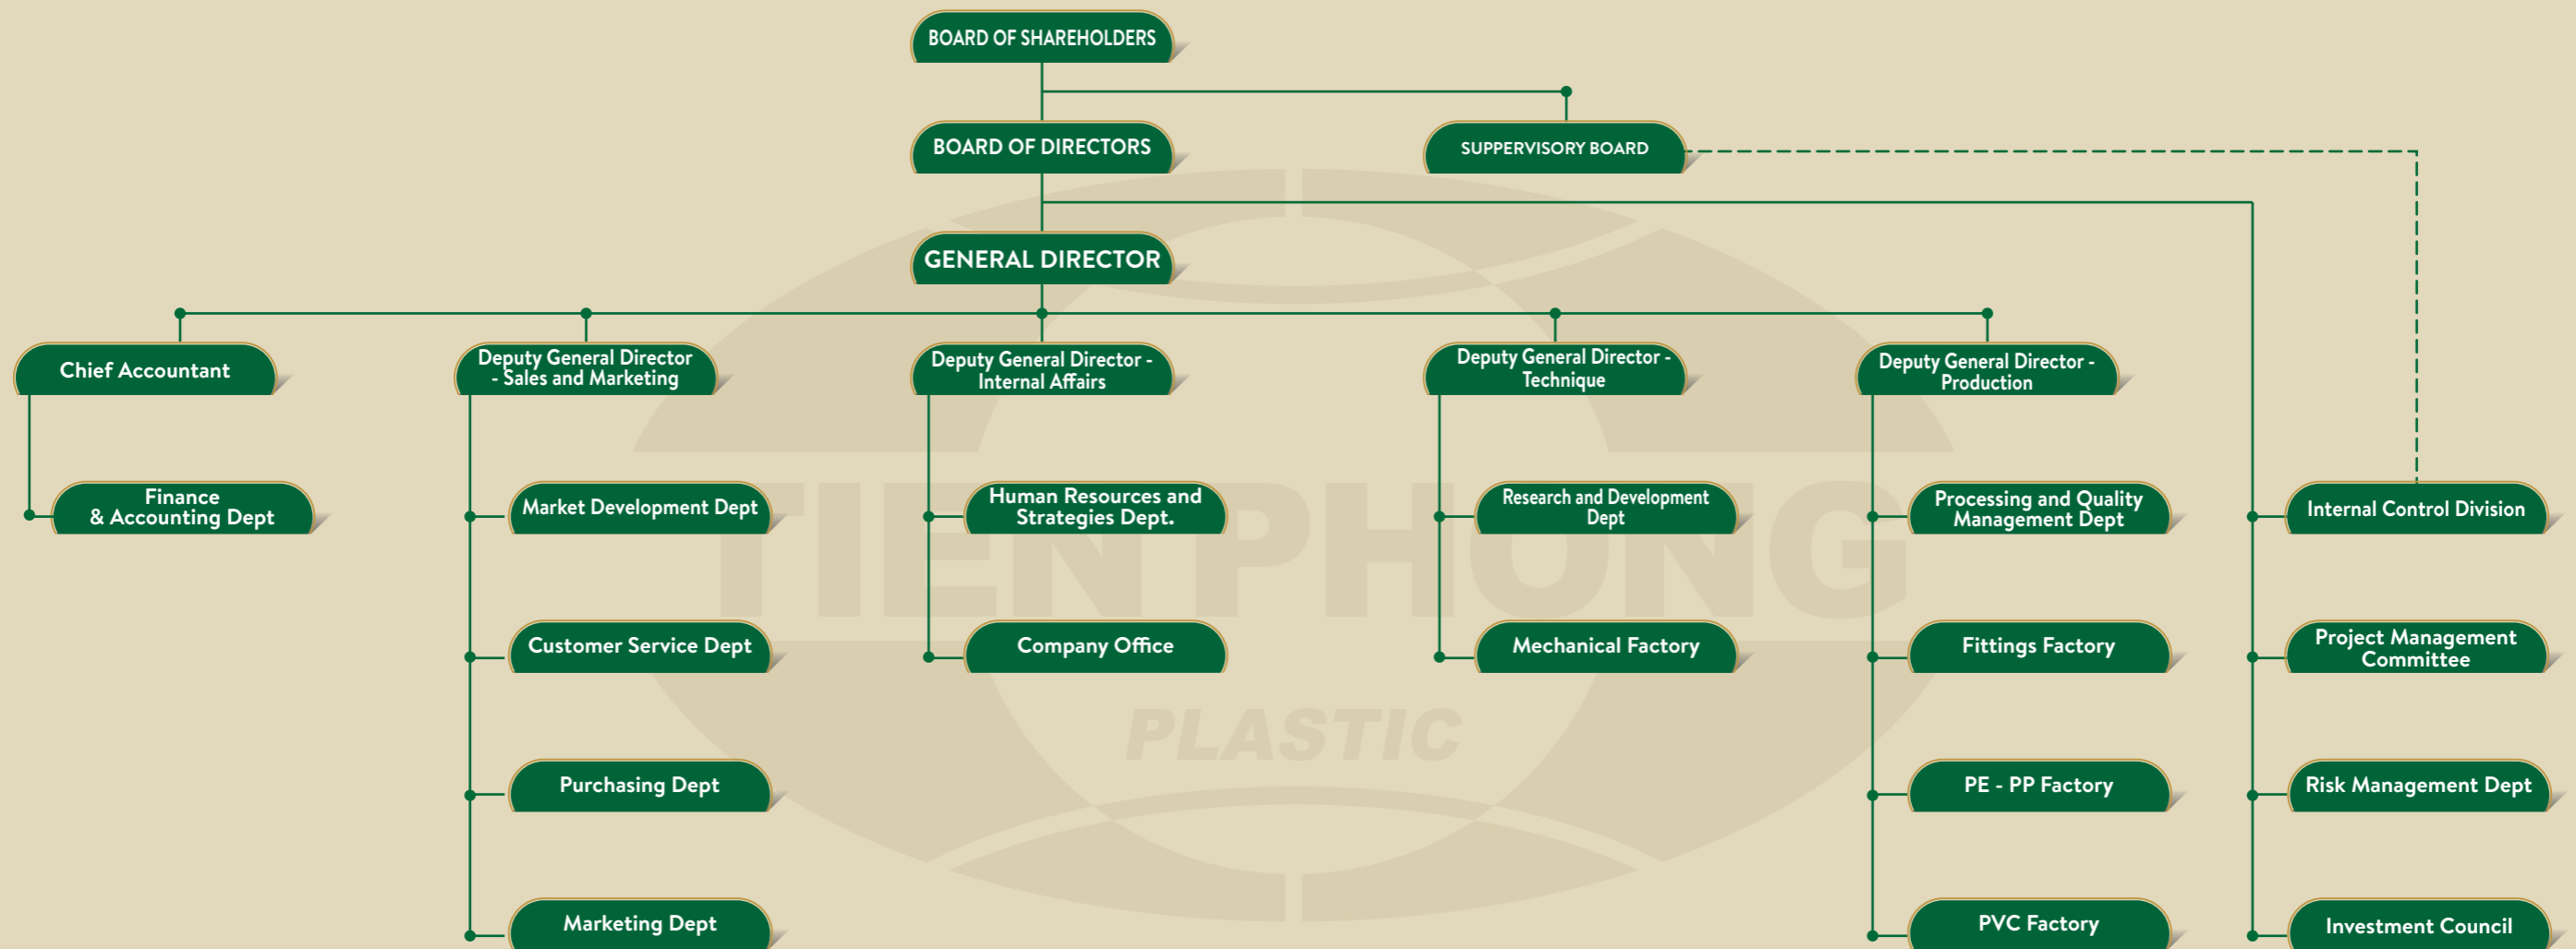 BOARD OF SHAREHOLDERS
BOARD OF DIRECTORS
SUPPERVISORY BOARD
GENERAL DIRECTOR
Chief Accountant
Deputy General Director
- Sales and Marketing
Deputy General Director -
Internal Affairs
Deputy General Director -
Technique
Deputy General Director -
Production
Finance
& Accounting Dept
Market Development Dept
Human Resources and
Strategies Dept.
Research and Development
Dept
Processing and Quality
Management Dept
Internal Control Division
TIEN PHONG
Customer Service Dept
Company Office
Mechanical Factory
Fittings Factory
Project Management
Committee
PLASTIC
Purchasing Dept
PE - PP Factory
Risk Management Dept
Marketing Dept
PVC Factory
Investment Council